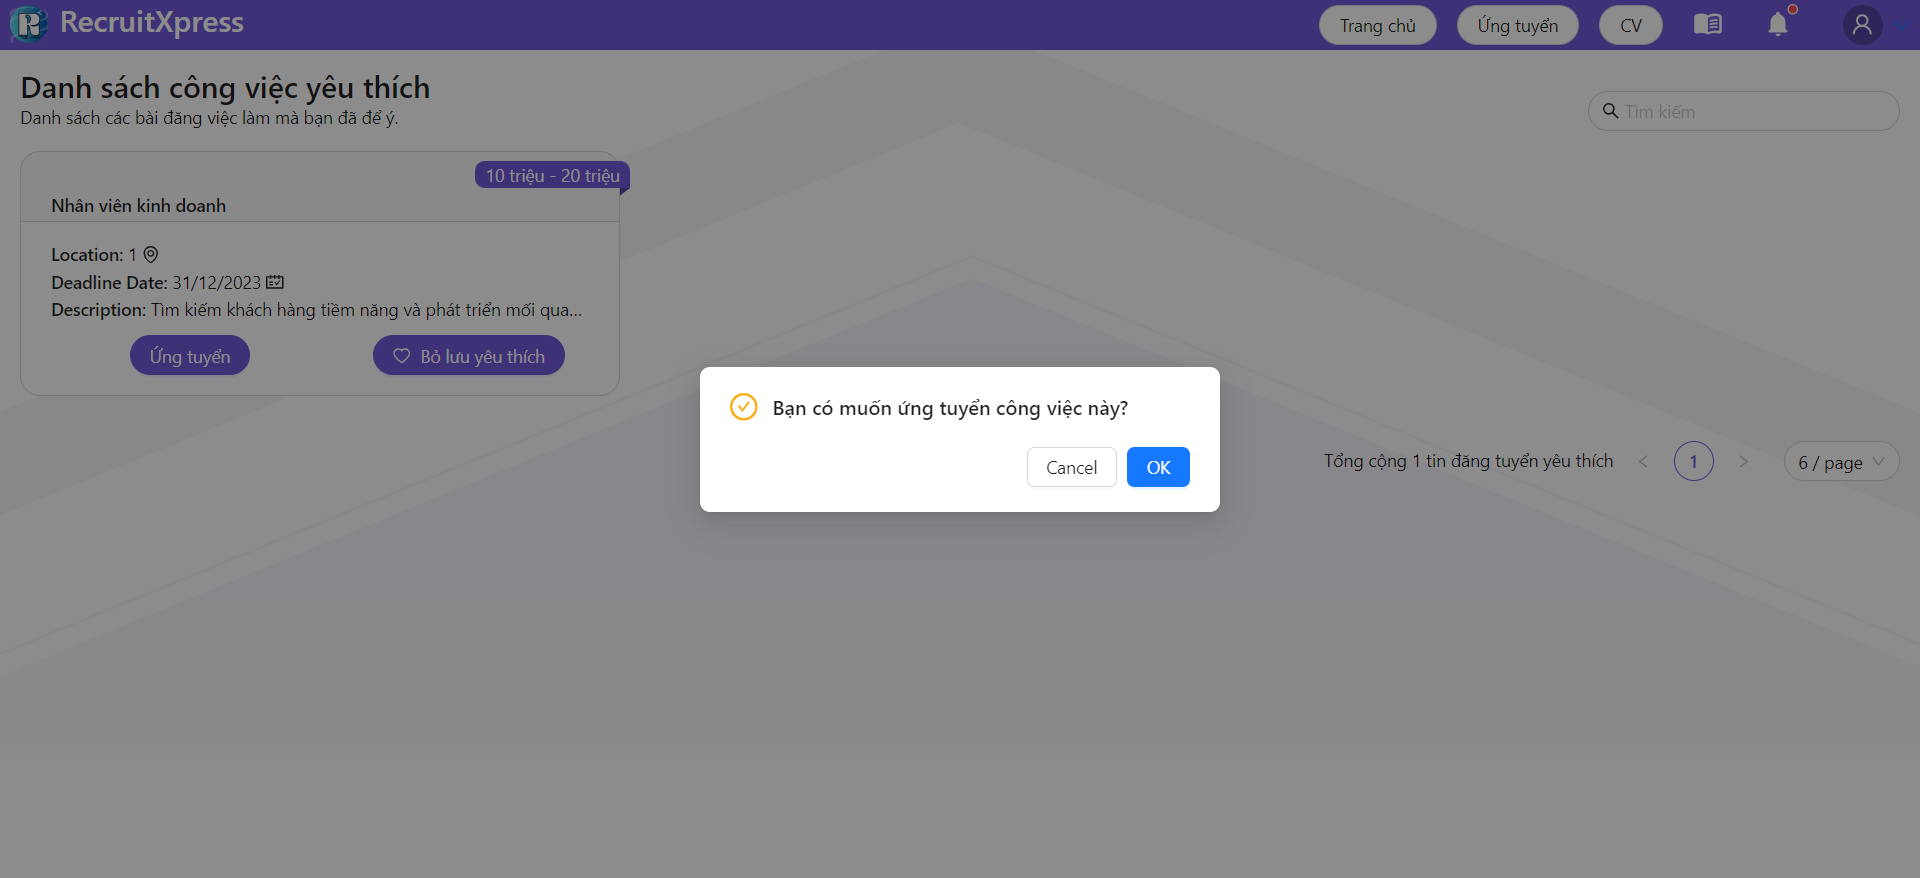 RecruitXpress
Trang chủ
Ứng tuyển
CV
Danh sách công việc yêu thích
Danh sách các bài đăng việc làm mà bạn đã để ý.
Tìm kiếm
10 triệu - 20 triệu
Nhân viên kinh doanh
Location: 1
Deadline Date: 31/12/2023
Description: Tìm kiếm khách hàng tiềm năng và phát triển mối qua...
Ứng tuyển
Bỏ lưu yêu thích
Bạn có muốn ứng tuyển công việc này?
Cancel
OK
Tổng cộng 1 tin đăng tuyển yêu thích
1
6 / page